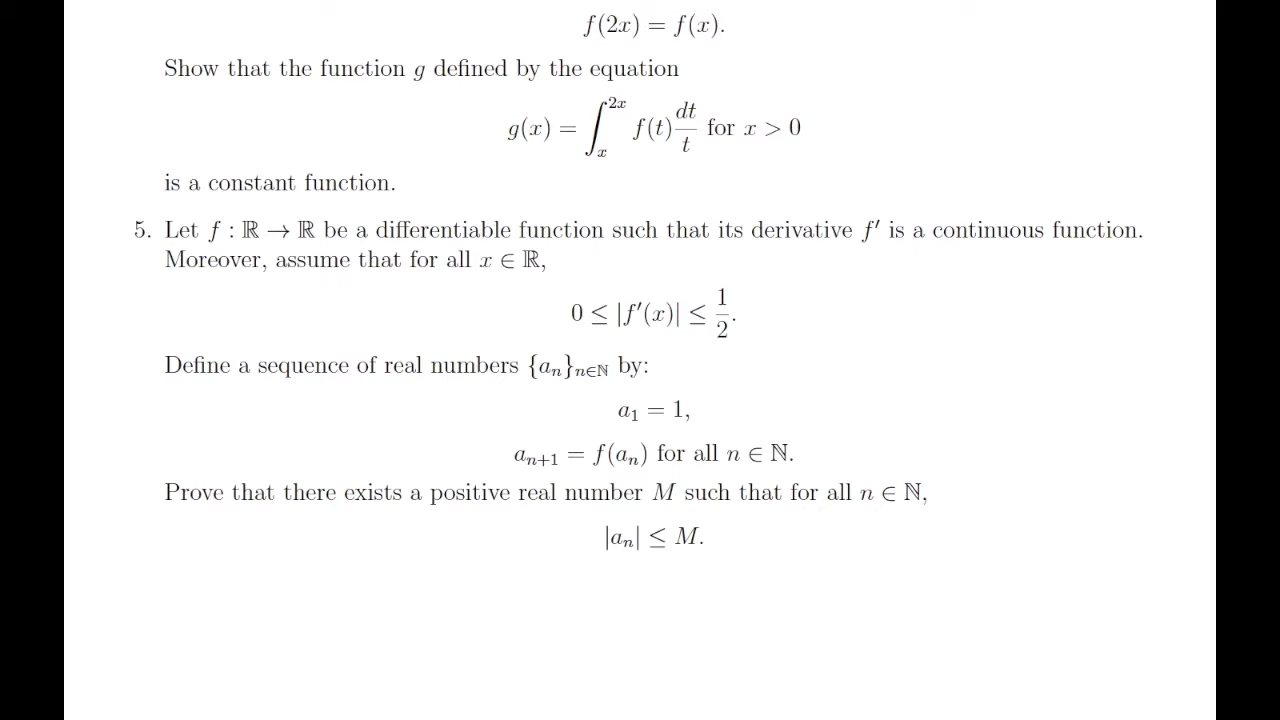 f(2x) = f(x).
Show that the function g defined by the equation
g(x) = ∫_x^{2x} f(t) dt/t for x > 0
is a constant function.
5. Let f : ℝ → ℝ be a differentiable function such that its derivative f′ is a continuous function.
Moreover, assume that for all x ∈ ℝ,
0 ≤ |f′(x)| ≤ 1/2.
Define a sequence of real numbers {a_n}_{n∈ℕ} by:
a_1 = 1,
a_{n+1} = f(a_n) for all n ∈ ℕ.
Prove that there exists a positive real number M such that for all n ∈ ℕ,
|a_n| ≤ M.